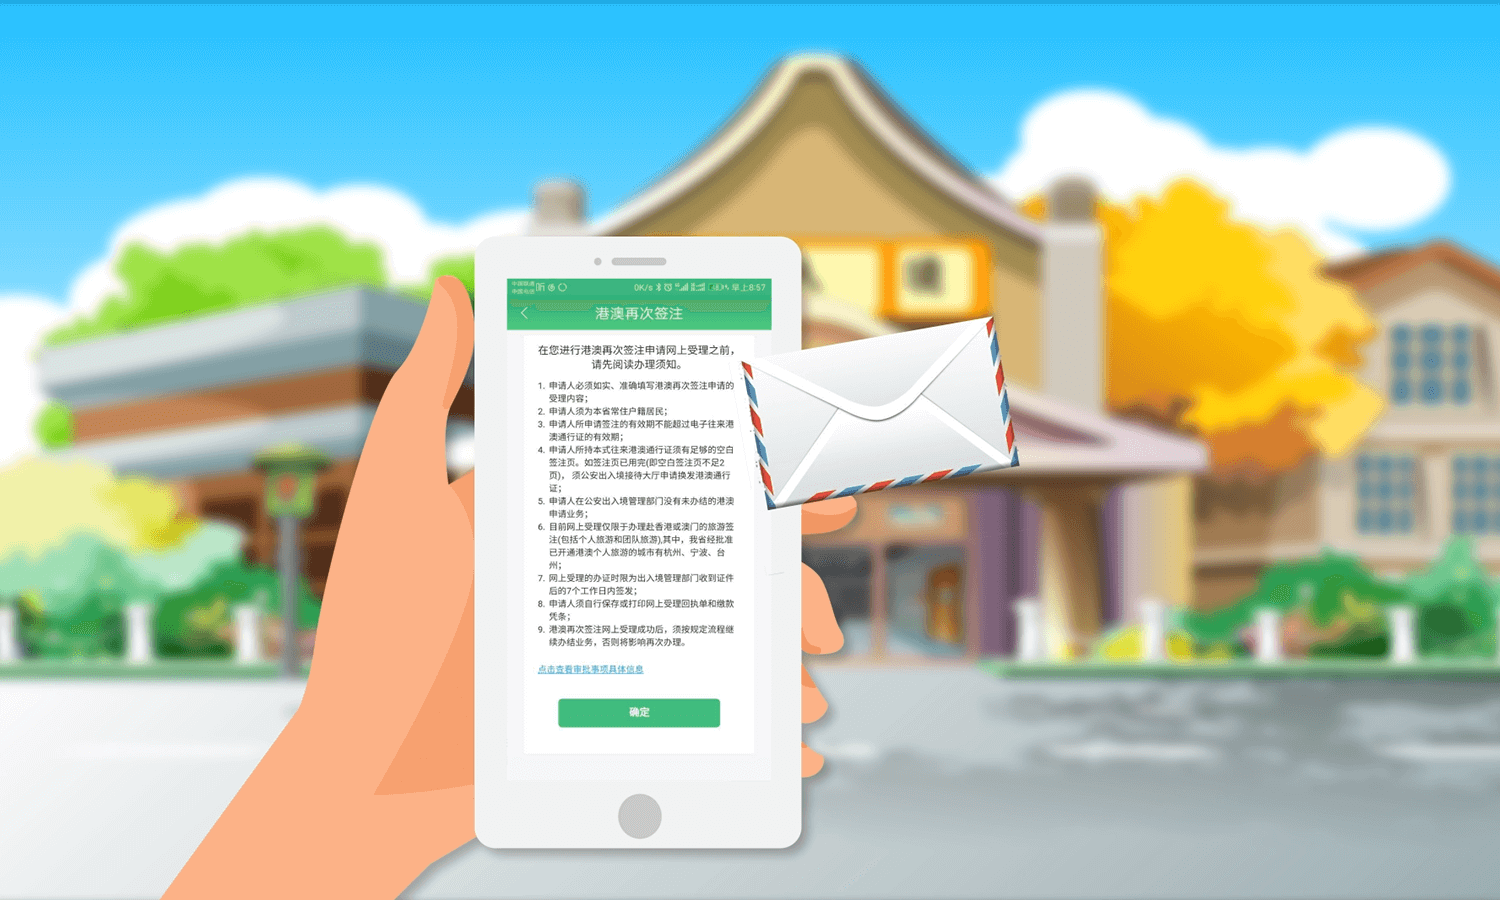 0K/s 早上8:57
港澳再次签注
在您进行港澳再次签注申请网上受理之前，
请先阅读办理须知。
1. 申请人必须如实、准确填写港澳再次签注申请的
受理内容；
2. 申请人须为本省常住户籍居民；
3. 申请人所申请签注的有效期不能超过电子往来港
澳通行证的有效期；
4. 申请人所持本式往来港澳通行证须有足够的空白
签注页。如签注页已用完(即空白签注页不足2
页)， 须公安出入境接待大厅申请换发港澳通行
证；
5. 申请人在公安出入境管理部门没有未办结的港澳
申请业务；
6. 目前网上受理仅限于办理赴香港或澳门的旅游签
注(包括个人旅游和团队旅游),其中，我省经批准
已开通港澳个人旅游的城市有杭州、宁波、台
州；
7. 网上受理的办证时限为出入境管理部门收到证件
后的7个工作日内签发；
8. 申请人须自行保存或打印网上受理回执单和缴款
凭条；
9. 港澳再次签注网上受理成功后，须按规定流程继
续办结业务，否则将影响再次办理。
点击查看审批事项具体信息
确定